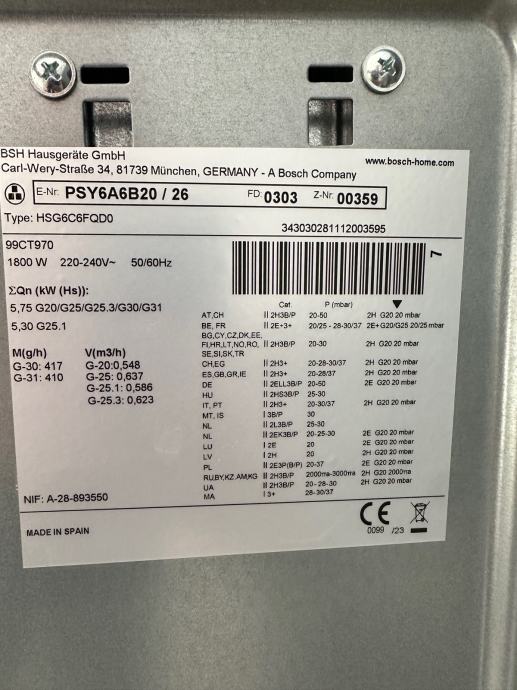 BSH Hausgeräte GmbH
Carl-Wery-Straße 34, 81739 München, GERMANY - A Bosch Company
www.bosch-home.com
E-Nr. PSY6A6B20 / 26 FD: 0303 Z-Nr. 00359
Type: HSG6C6FQD0
343030281112003595
99CT970
1800 W 220-240V~ 50/60Hz
7
ΣQn (kW (Hs)):
5,75 G20/G25/G25.3/G30/G31
5,30 G25.1
M(g/h) V(m3/h)
G-30: 417 G-20:0,548
G-31: 410 G-25: 0,637
G-25.1: 0,586
G-25.3: 0,623
Cat. P (mbar) ▼
AT,CH II 2H3B/P 20-50 2H G20 20 mbar
BE, FR II 2E+3+ 20/25 - 28-30/37 2E+G20/G25 20/25 mbar
BG,CY,CZ,DK,EE,
FI,HR,LT,NO,RO, II 2H3B/P 20-30 2H G20 20 mbar
SE,SI,SK,TR
CH,EG II 2H3+ 20-28-30/37 2H G20 20 mbar
ES,GB,GR,IE II 2H3+ 20-28/37 2H G20 20 mbar
DE II 2ELL3B/P 20-50 2E G20 20 mbar
HU II 2HS3B/P 25-30
IT, PT II 2H3+ 20-30/37 2H G20 20 mbar
MT, IS I 3B/P 30
NL II 2L3B/P 25-30
NL II 2EK3B/P 20-25-30 2E G20 20 mbar
LU I 2E 20 2E G20 20 mbar
LV I 2H 20 2H G20 20 mbar
PL II 2E3P(B/P) 20-37 2E G20 20 mbar
RU,BY,KZ,AM,KG II 2H3B/P 2000πa-3000πa 2H G20 2000πa
UA II 2H3B/P 20-28-30 2H G20 20 mbar
MA I 3+ 28-30/37
NIF: A-28-893550
MADE IN SPAIN
CE
0099 /23